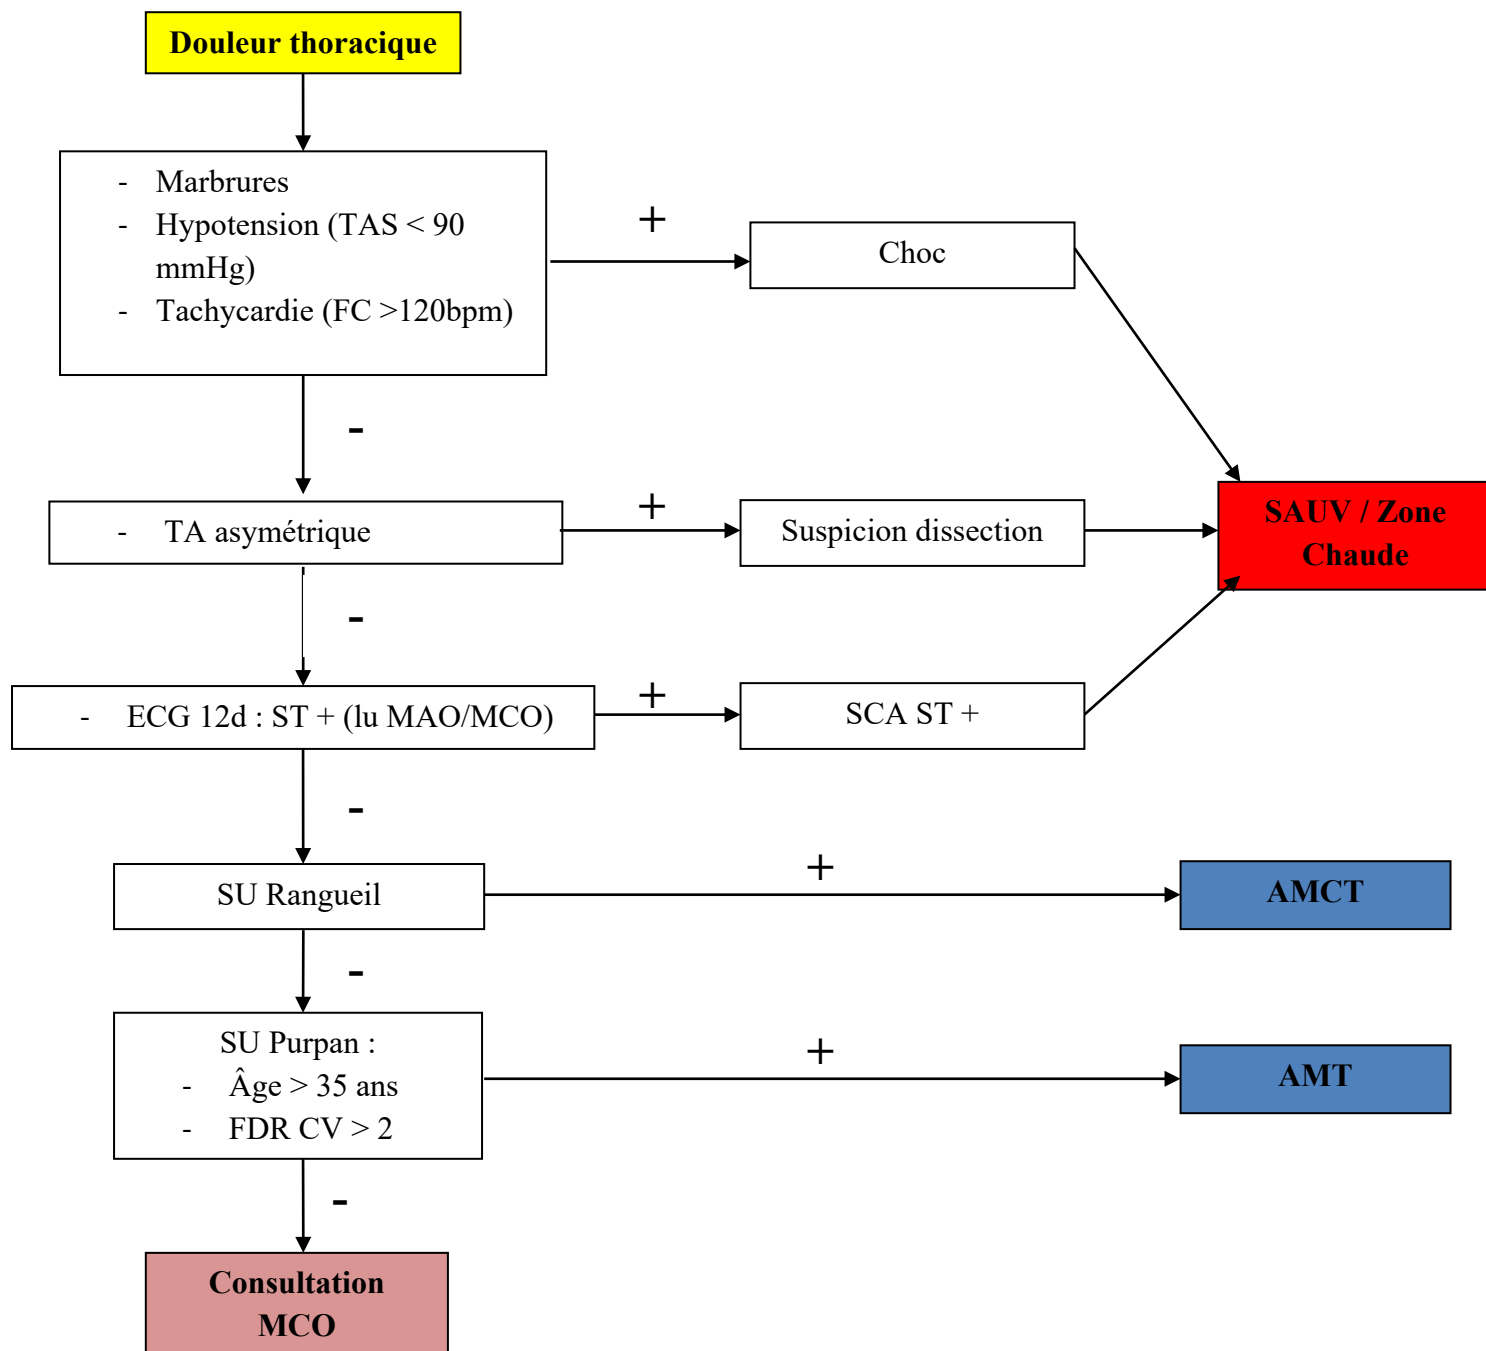 Douleur thoracique
- Marbrures
- Hypotension (TAS < 90
mmHg)
- Tachycardie (FC >120bpm)
+
Choc
-
- TA asymétrique
+
Suspicion dissection
SAUV / Zone
Chaude
-
- ECG 12d : ST + (lu MAO/MCO)
+
SCA ST +
-
SU Rangueil
+
AMCT
-
SU Purpan :
- Âge > 35 ans
- FDR CV > 2
+
AMT
-
Consultation
MCO